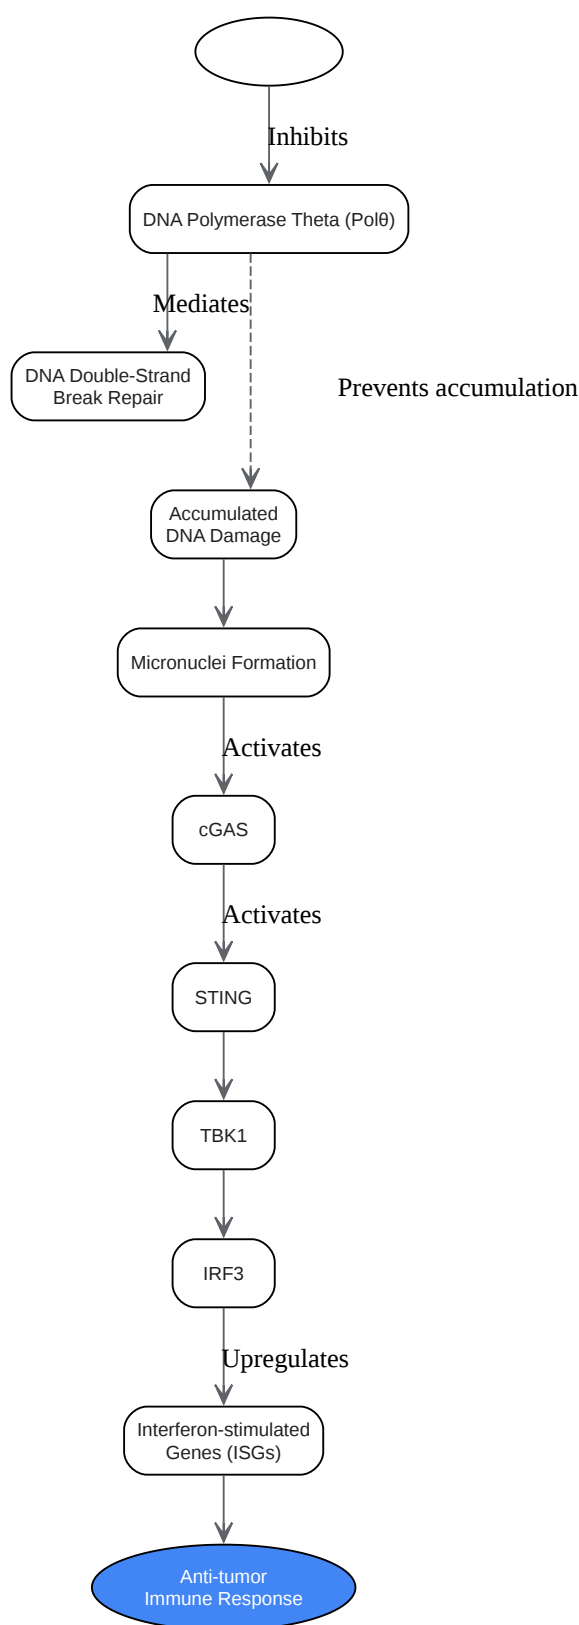 Inhibits
DNA Polymerase Theta (Polθ)
Mediates
DNA Double-Strand
Break Repair
Prevents accumulation
Accumulated
DNA Damage
Micronuclei Formation
Activates
cGAS
Activates
STING
TBK1
IRF3
Upregulates
Interferon-stimulated
Genes (ISGs)
Anti-tumor
Immune Response